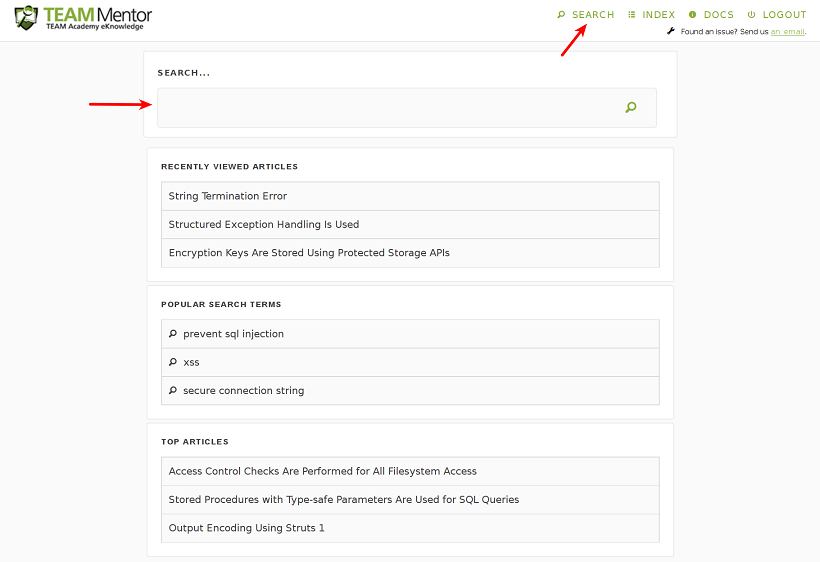 TEAM Mentor
TEAM Academy eKnowledge
SEARCH INDEX DOCS LOGOUT
Found an issue? Send us an email.
SEARCH...
RECENTLY VIEWED ARTICLES
String Termination Error
Structured Exception Handling Is Used
Encryption Keys Are Stored Using Protected Storage APIs
POPULAR SEARCH TERMS
prevent sql injection
xss
secure connection string
TOP ARTICLES
Access Control Checks Are Performed for All Filesystem Access
Stored Procedures with Type-safe Parameters Are Used for SQL Queries
Output Encoding Using Struts 1